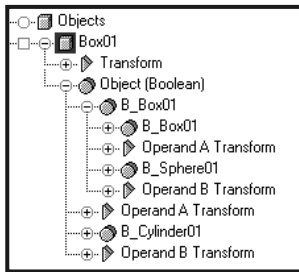 Objects
Box01
Transform
Object (Boolean)
B_Box01
B_Box01
Operand A Transform
B_Sphere01
Operand B Transform
Operand A Transform
B_Cylinder01
Operand B Transform